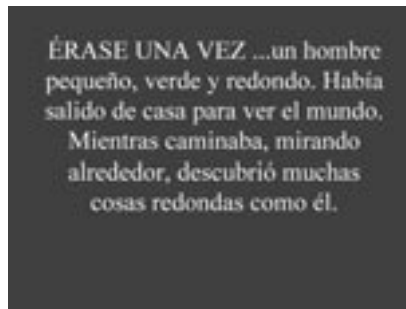 ÉRASE UNA VEZ ...un hombre
pequeño, verde y redondo. Había
salido de casa para ver el mundo.
Mientras caminaba, mirando
alrededor, descubrió muchas
cosas redondas como él.